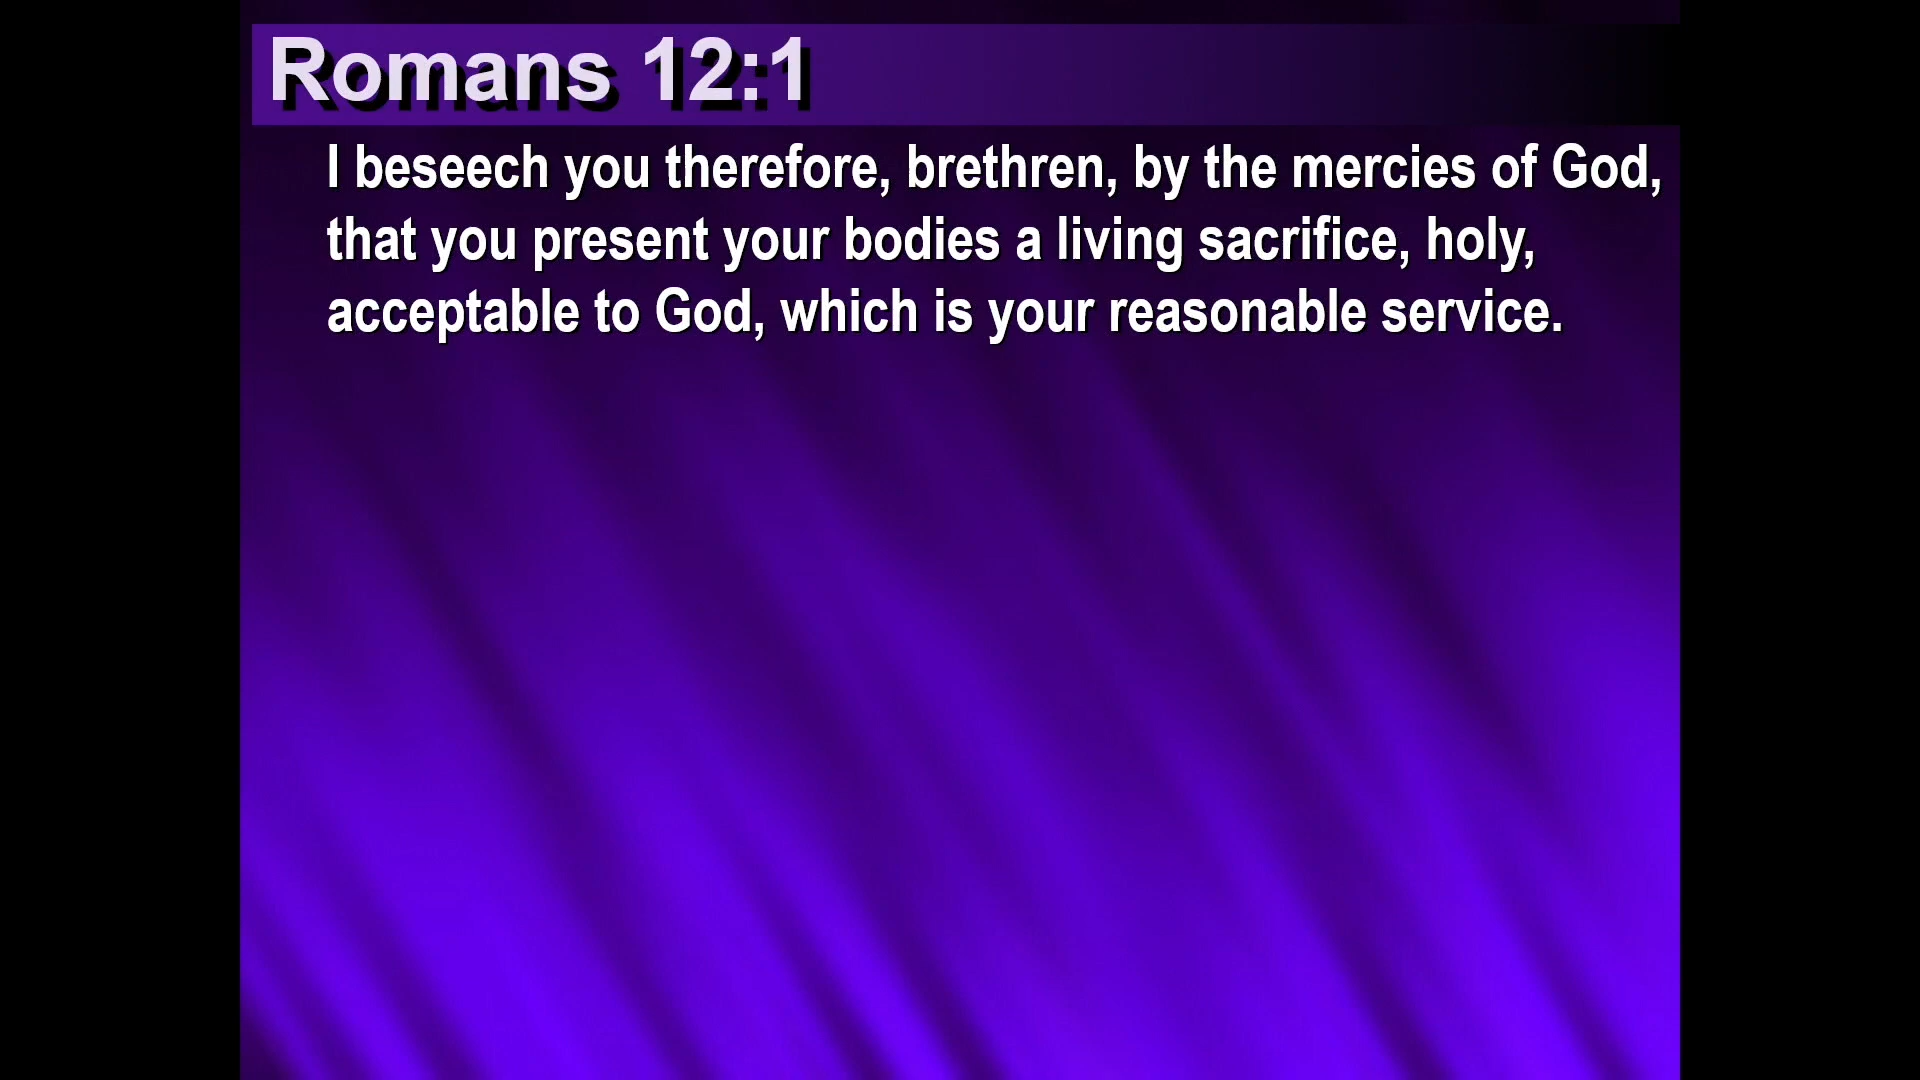 Romans 12:1
I beseech you therefore, brethren, by the mercies of God,
that you present your bodies a living sacrifice, holy,
acceptable to God, which is your reasonable service.